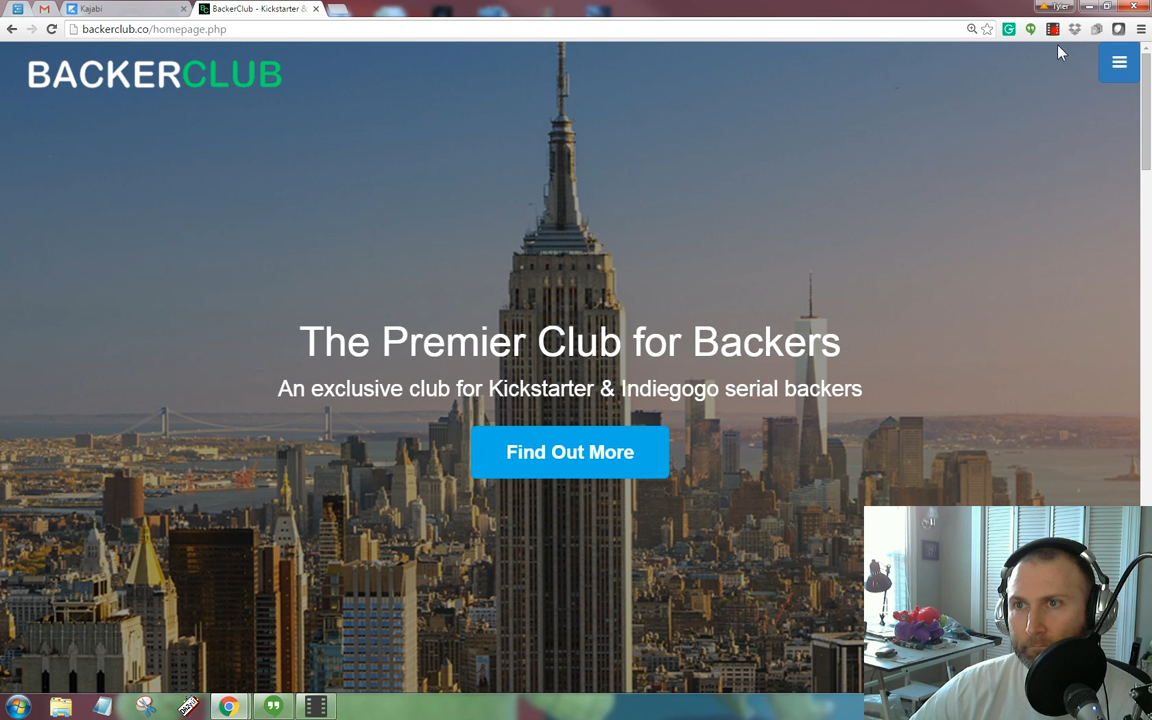 Kajabi
BackerClub - Kickstarter &
Tyler
backerclub.co/homepage.php
BACKERCLUB
The Premier Club for Backers
An exclusive club for Kickstarter & Indiegogo serial backers
Find Out More